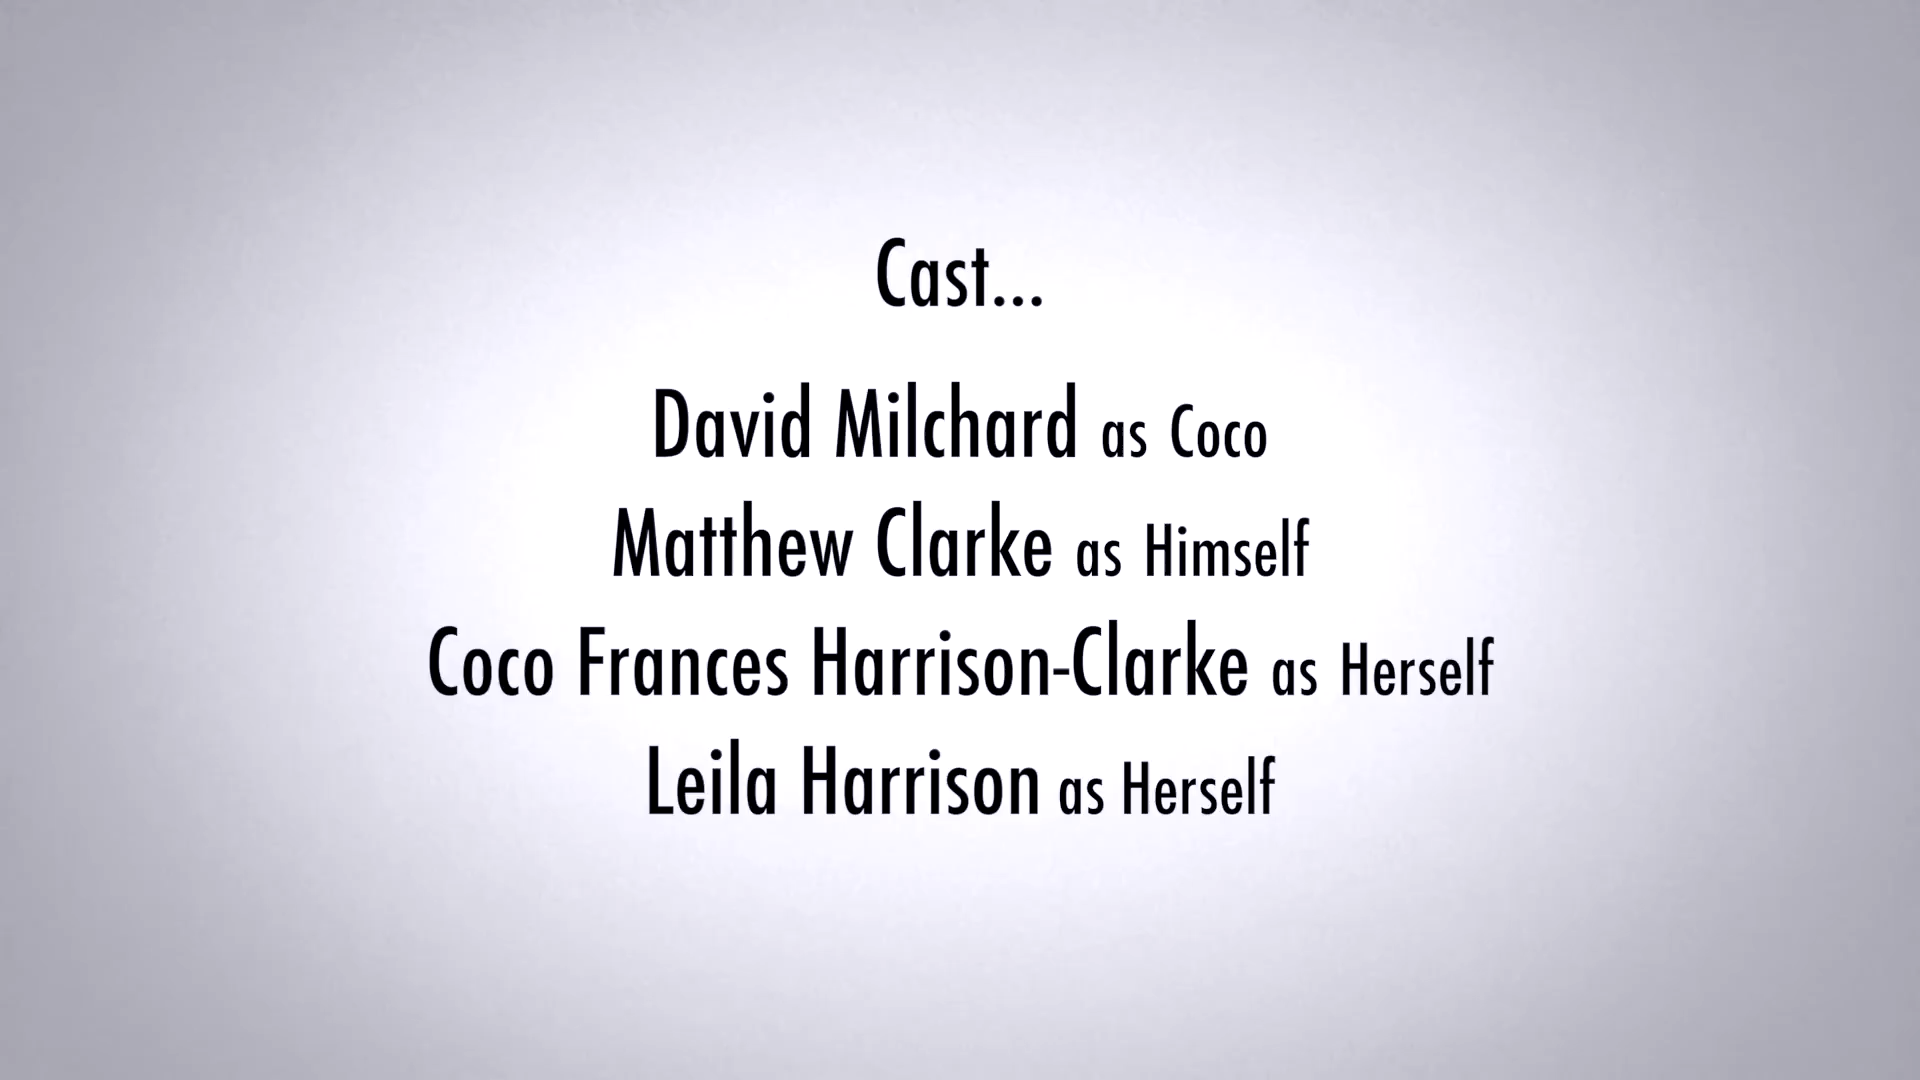 Cast...
David Milchard as Coco
Matthew Clarke as Himself
Coco Frances Harrison-Clarke as Herself
Leila Harrison as Herself